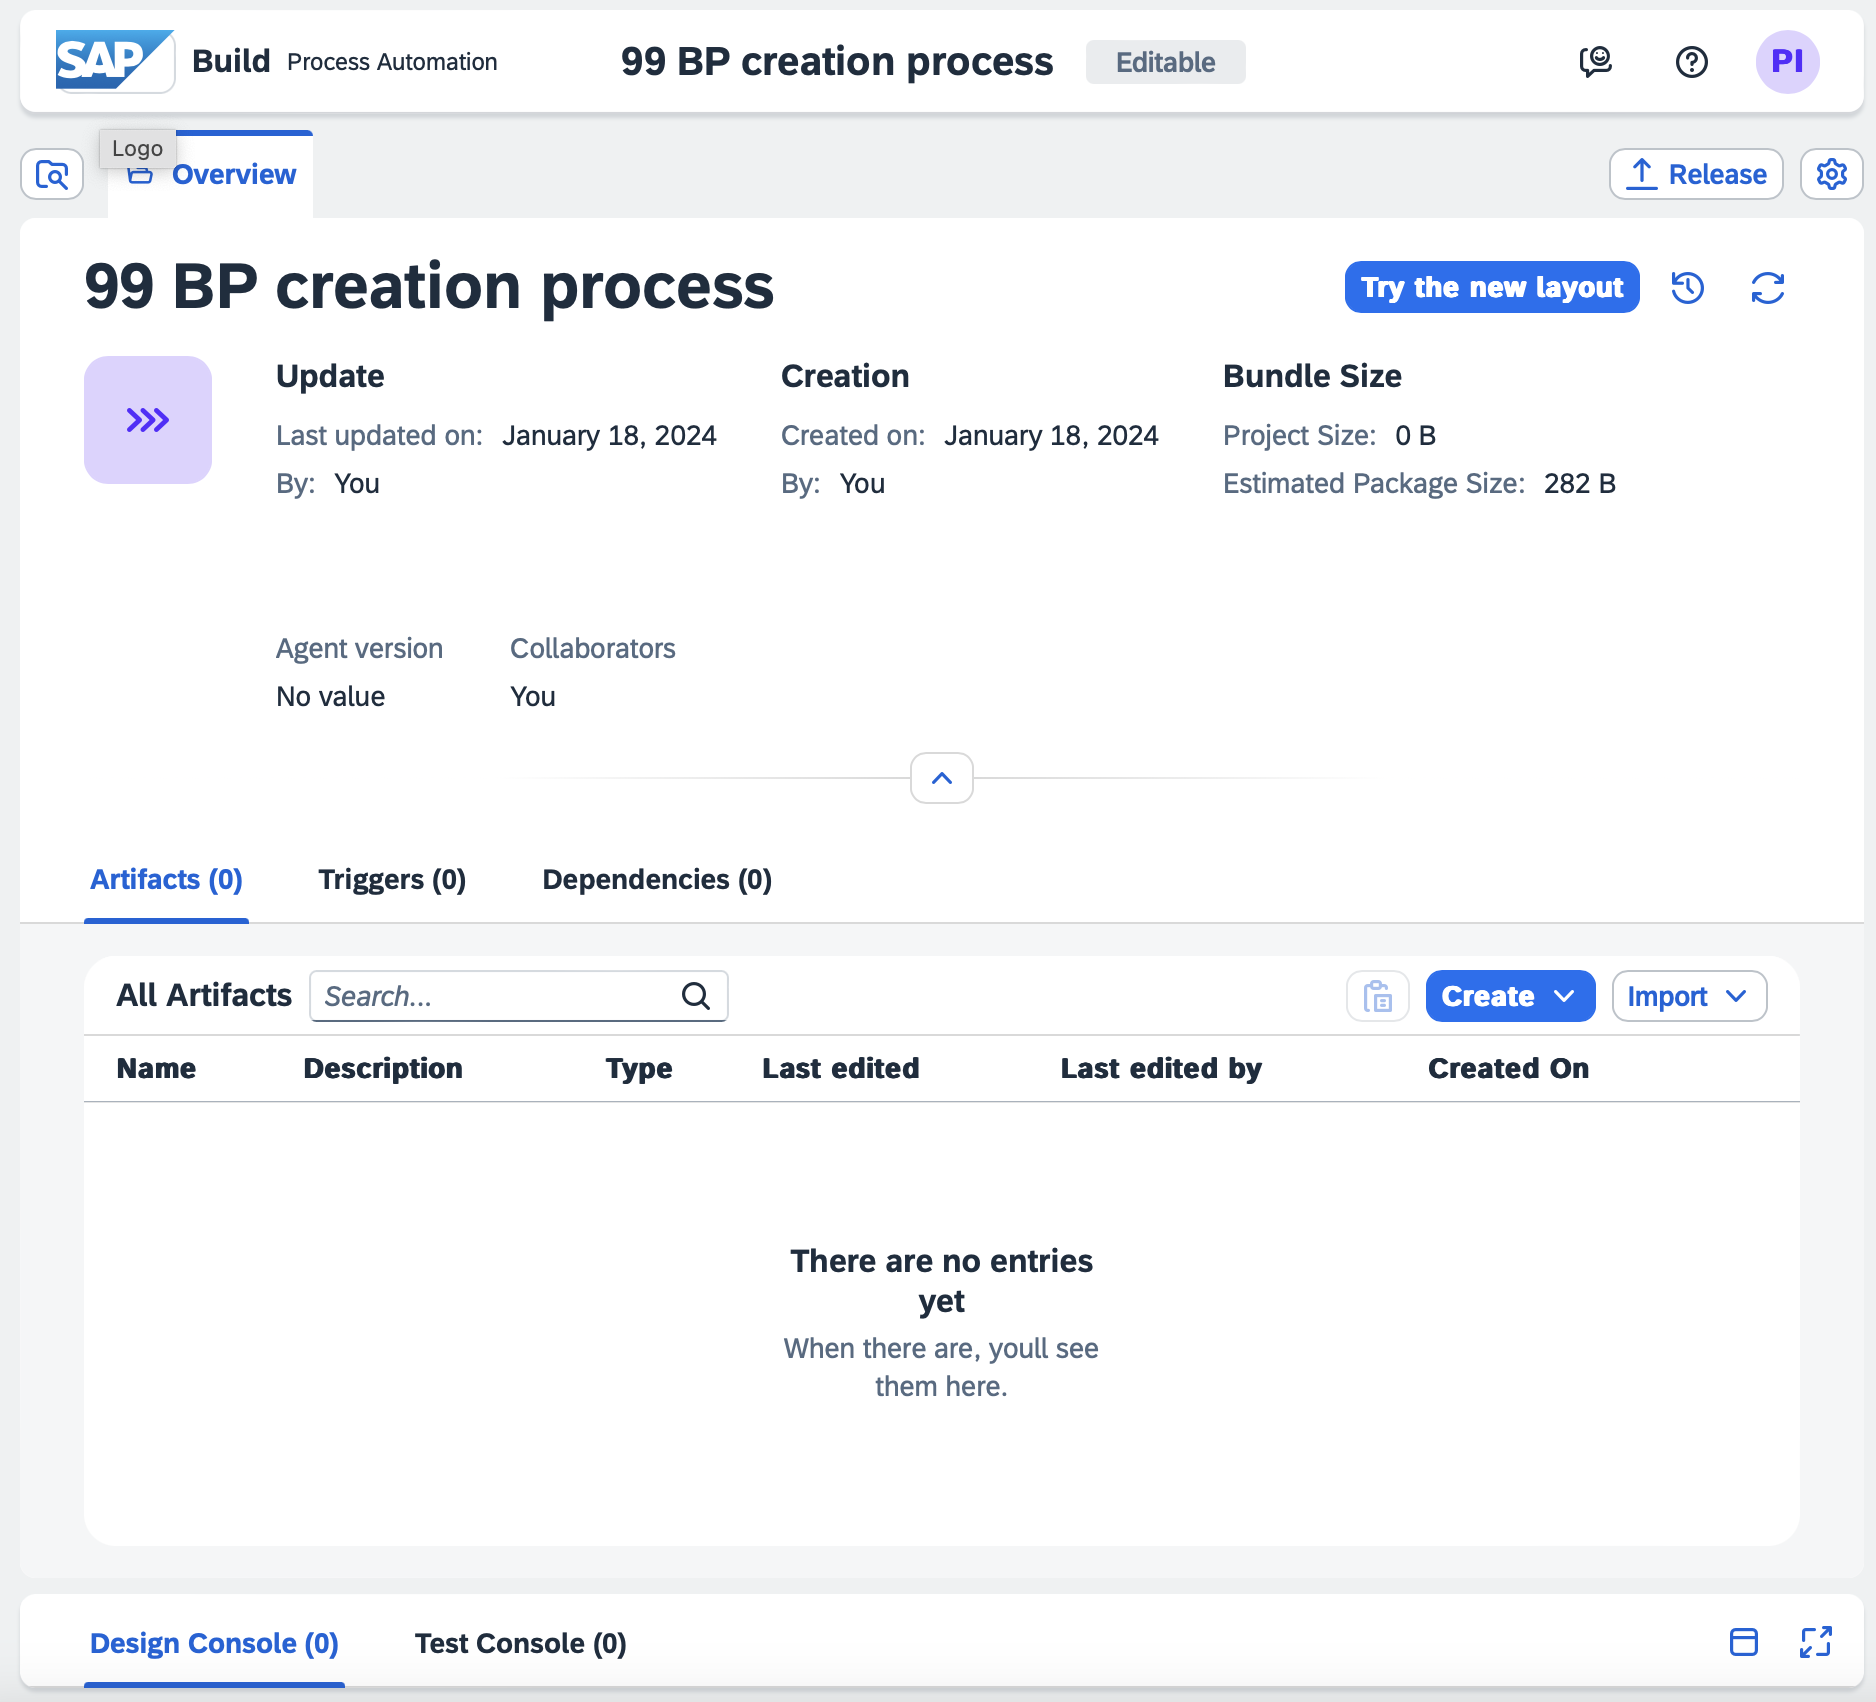 SAP Build Process Automation 99 BP creation process Editable PI
Logo
Overview Release
99 BP creation process Try the new layout
Update Creation Bundle Size
Last updated on: January 18, 2024 Created on: January 18, 2024 Project Size: 0 B
By: You By: You Estimated Package Size: 282 B
Agent version Collaborators
No value You
Artifacts (0) Triggers (0) Dependencies (0)
All Artifacts Search... Create Import
Name Description Type Last edited Last edited by Created On
There are no entries
yet
When there are, youll see
them here.
Design Console (0) Test Console (0)